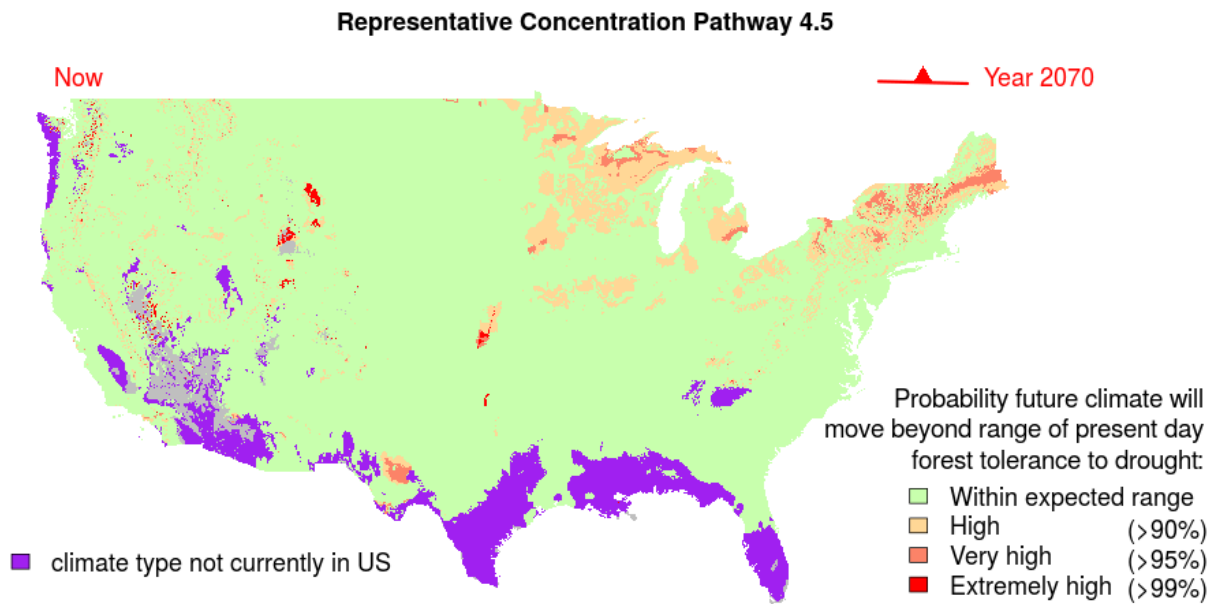 Representative Concentration Pathway 4.5
Now
Year 2070
Probability future climate will
move beyond range of present day
forest tolerance to drought:
Within expected range
High (>90%)
Very high (>95%)
Extremely high (>99%)
climate type not currently in US